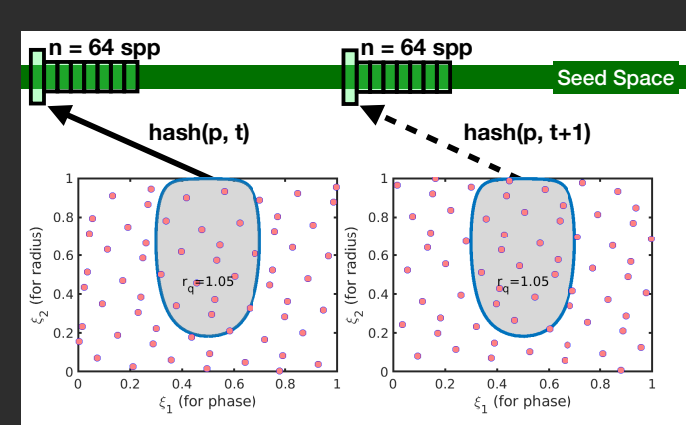 n = 64 spp
n = 64 spp
Seed Space
hash(p, t)
hash(p, t+1)
1
0.8
0.6
0.4
0.2
0
ξ2 (for radius)
rq=1.05
0 0.2 0.4 0.6 0.8 1
ξ1 (for phase)
1
0.8
0.6
0.4
0.2
0
ξ2 (for radius)
rq=1.05
0 0.2 0.4 0.6 0.8 1
ξ1 (for phase)